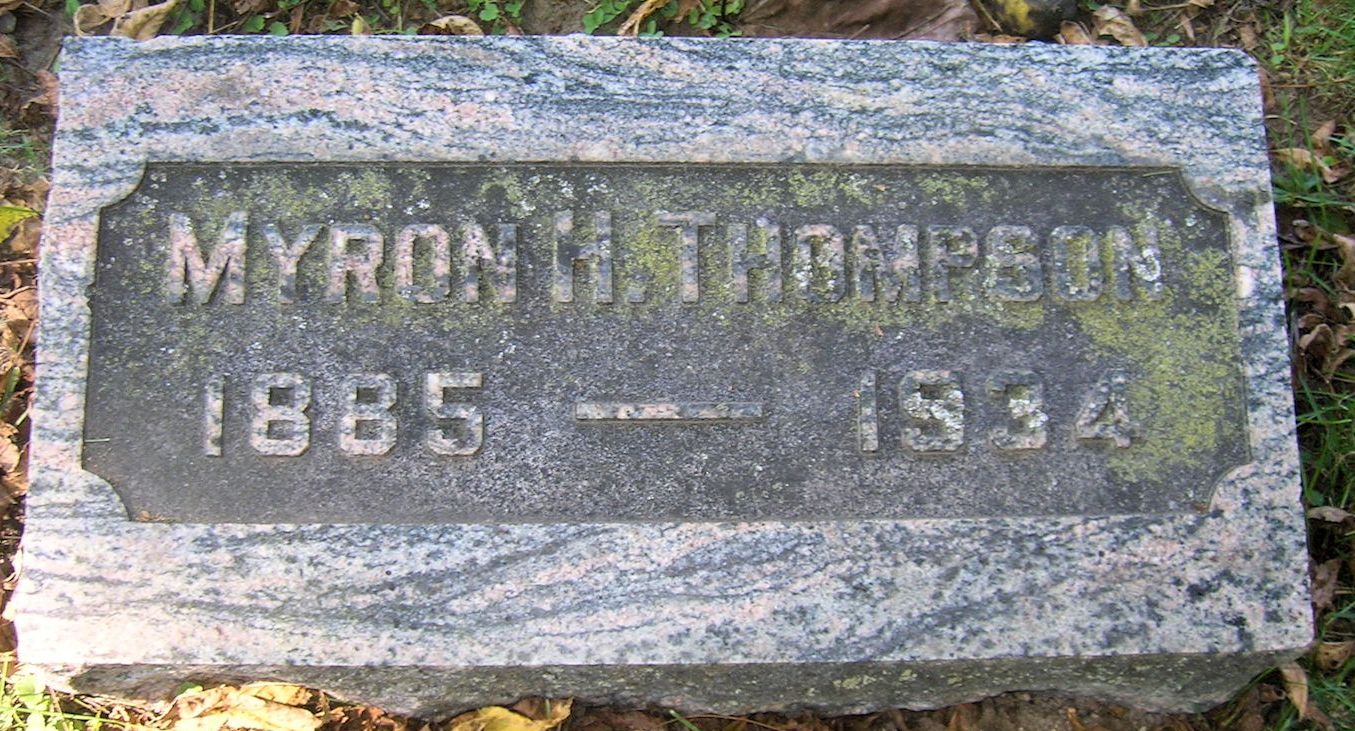 MYRON H. THOMPSON
1885 — 1934